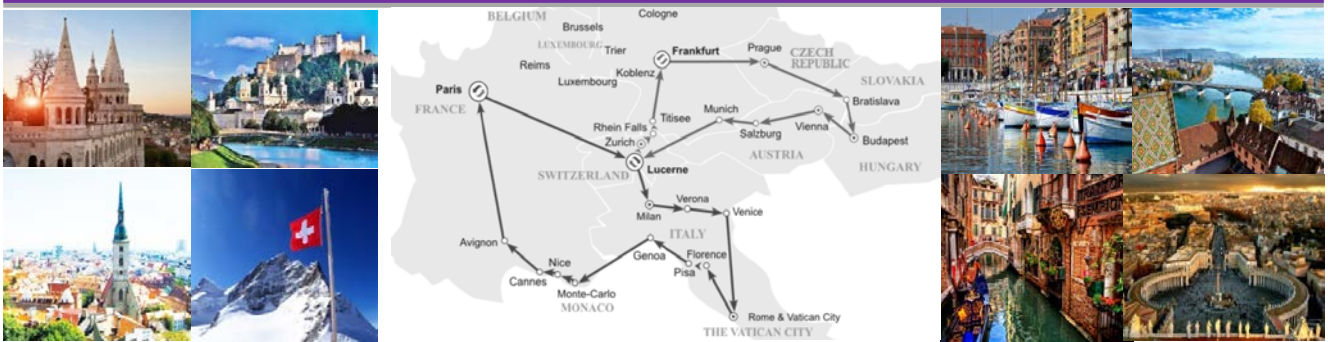 BELGIUM
Cologne
Brussels
LUXEMBOURG
Trier
Frankfurt
Prague
CZECH
REPUBLIC
Reims
Koblenz
Luxembourg
SLOVAKIA
Paris
FRANCE
Bratislava
Munich
Titisee
Rhein Falls
Zurich
Salzburg
Vienna
Budapest
AUSTRIA
HUNGARY
SWITZERLAND
Lucerne
Verona
Milan
Venice
ITALY
Avignon
Genoa
Florence
Pisa
Nice
Cannes
Monte-Carlo
MONACO
Rome & Vatican City
THE VATICAN CITY